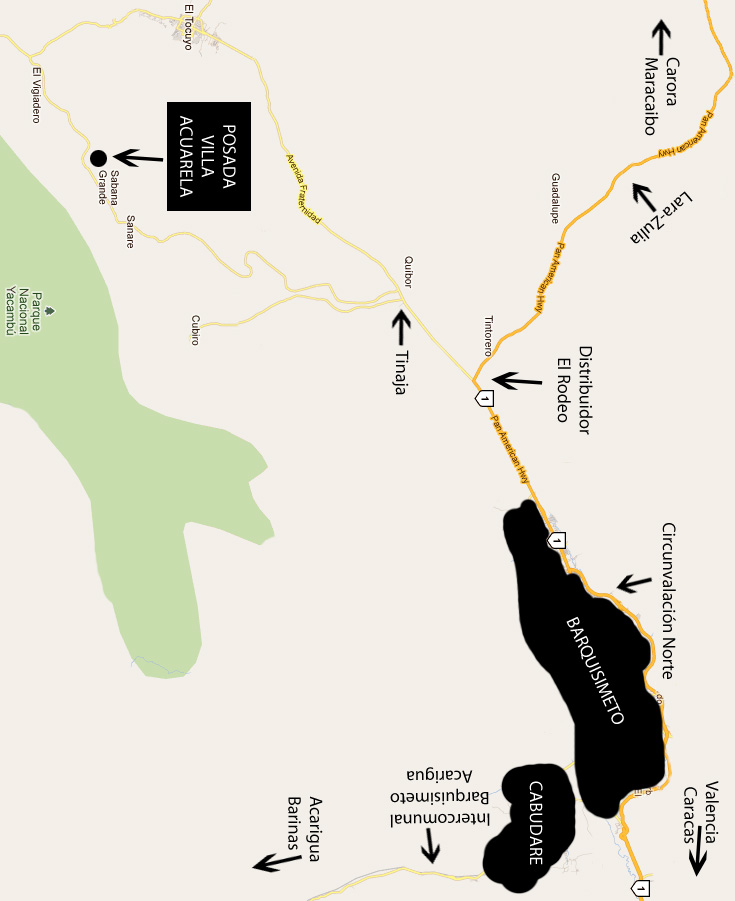 Carora
Maracaibo
Pan American Hwy
Lara-Zulia
Circunvalación Norte
Valencia
Caracas
1
Guadalupe
Pan American Hwy
Distribuidor
El Rodeo
BARQUISIMETO
1
Tintorero
1
Pan American Hwy
CABUDARE
Intercomunal
Barquisimeto
Acarigua
Quibor
Tinaja
Avenida Fraternidad
Acarigua
Barinas
POSADA
VILLA
ACUARELA
El Tocuyo
Cubiro
Sanare
Sabana
Grande
El Vigiadero
Parque
Nacional
Yacambú